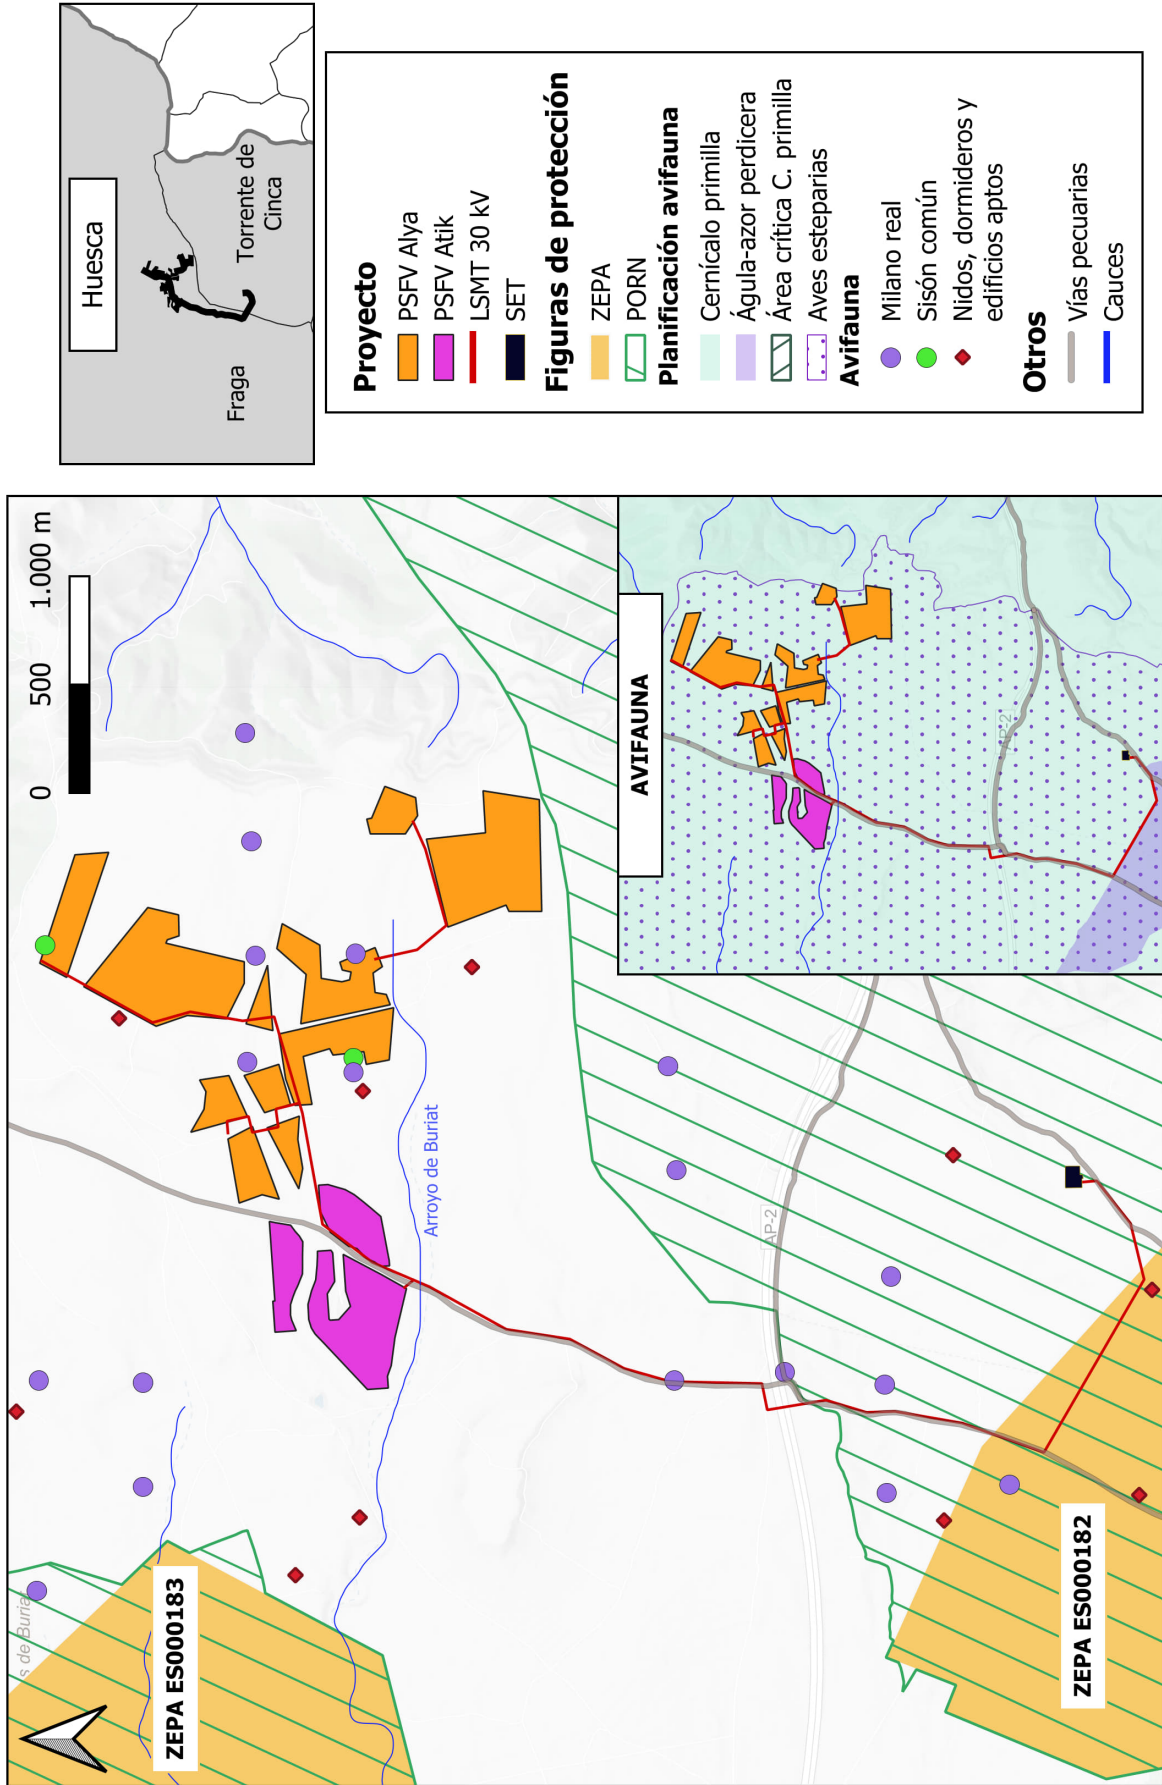 0 500 1.000 m
s de Buriat
ZEPA ES000183
Arroyo de Buriat
AP-2
ZEPA ES000182
AVIFAUNA
AP-2
Huesca
Fraga
Torrente de
Cinca
Proyecto
PSFV Alya
PSFV Atik
LSMT 30 kV
SET
Figuras de protección
ZEPA
PORN
Planificación avifauna
Cernícalo primilla
Águla-azor perdicera
Área crítica C. primilla
Aves esteparias
Avifauna
Milano real
Sisón común
Nidos, dormideros y
edificios aptos
Otros
Vías pecuarias
Cauces